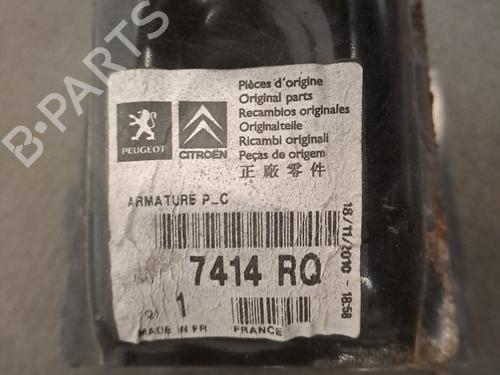 Pièces d'origine
Original parts
Recambios originales
Originalteile
Ricambi originali
Peças de origem
正廠零件
PEUGEOT
CITROËN
ARMATURE P_C
7414 RQ
1
MADE IN FR
FRANCE
18/11/2010 - 18:58
B-PARTS